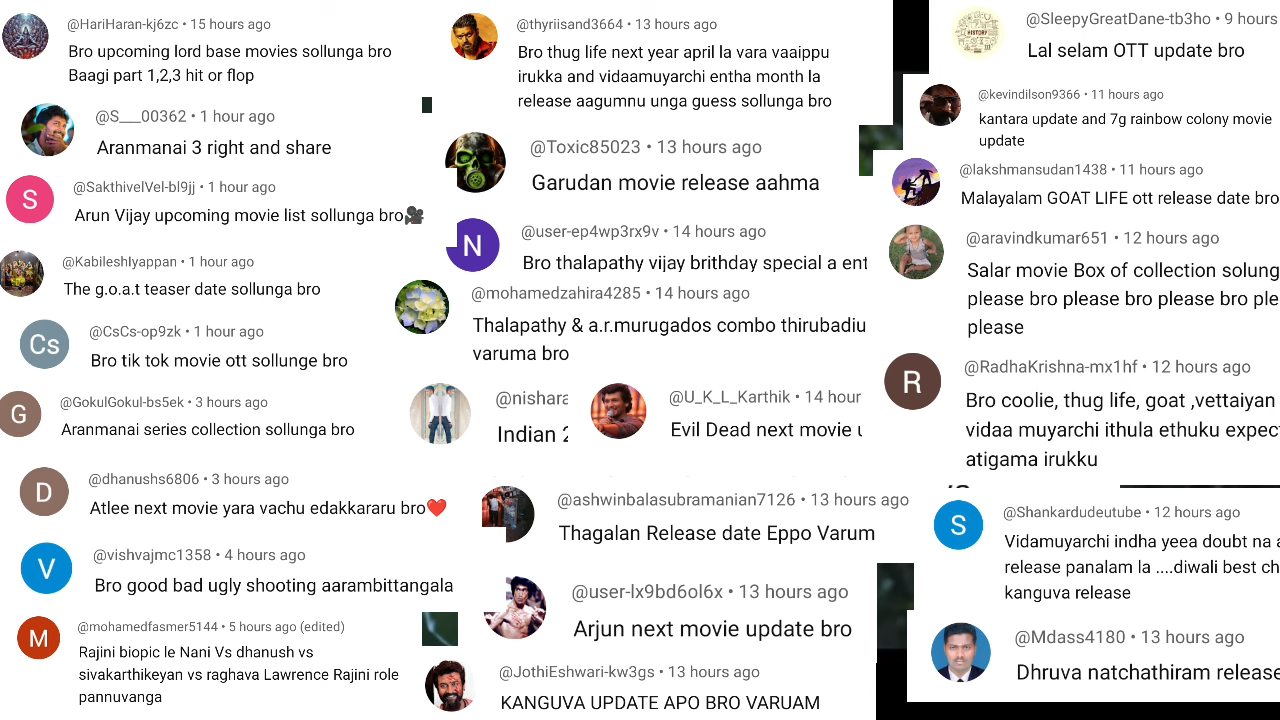 @HariHaran-kj6zc • 15 hours ago
Bro upcoming lord base movies sollunga bro
Baagi part 1,2,3 hit or flop
@S___00362 • 1 hour ago
Aranmanai 3 right and share
@SakthivelVel-bl9jj • 1 hour ago
Arun Vijay upcoming movie list sollunga bro🎥
@KabileshIyappan • 1 hour ago
The g.o.a.t teaser date sollunga bro
Cs
@CsCs-op9zk • 1 hour ago
Bro tik tok movie ott sollunge bro
G
@GokulGokul-bs5ek • 3 hours ago
Aranmanai series collection sollunga bro
D
@dhanushs6806 • 3 hours ago
Atlee next movie yara vachu edakkararu bro❤️
V
@vishvajmc1358 • 4 hours ago
Bro good bad ugly shooting aarambittangala
M
@mohamedfasmer5144 • 5 hours ago (edited)
Rajini biopic le Nani Vs dhanush vs
sivakarthikeyan vs raghava Lawrence Rajini role
pannuvanga
@thyriisand3664 • 13 hours ago
Bro thug life next year april la vara vaaippu
irukka and vidaamuyarchi entha month la
release aagumnu unga guess sollunga bro
@Toxic85023 • 13 hours ago
Garudan movie release aahma
N
@user-ep4wp3rx9v • 14 hours ago
Bro thalapathy vijay brithday special a ent
@mohamedzahira4285 • 14 hours ago
Thalapathy & a.r.murugados combo thirubadiu
varuma bro
@nishara
Indian 2
@U_K_L_Karthik • 14 hour
Evil Dead next movie u
@ashwinbalasubramanian7126 • 13 hours ago
Thagalan Release date Eppo Varum
@user-lx9bd6ol6x • 13 hours ago
Arjun next movie update bro
@JothiEshwari-kw3gs • 13 hours ago
KANGUVA UPDATE APO BRO VARUAM
HISTORY
@SleepyGreatDane-tb3ho • 9 hours
Lal selam OTT update bro
@kevindilson9366 • 11 hours ago
kantara update and 7g rainbow colony movie
update
@lakshmansudan1438 • 11 hours ago
Malayalam GOAT LIFE ott release date bro
@aravindkumar651 • 12 hours ago
Salar movie Box of collection solung
please bro please bro please bro ple
please
R
@RadhaKrishna-mx1hf • 12 hours ago
Bro coolie, thug life, goat ,vettaiyan
vidaa muyarchi ithula ethuku expect
atigama irukku
S
@Shankardudeutube • 12 hours ago
Vidamuyarchi indha yeea doubt na a
release panalam la ....diwali best ch
kanguva release
@Mdass4180 • 13 hours ago
Dhruva natchathiram release